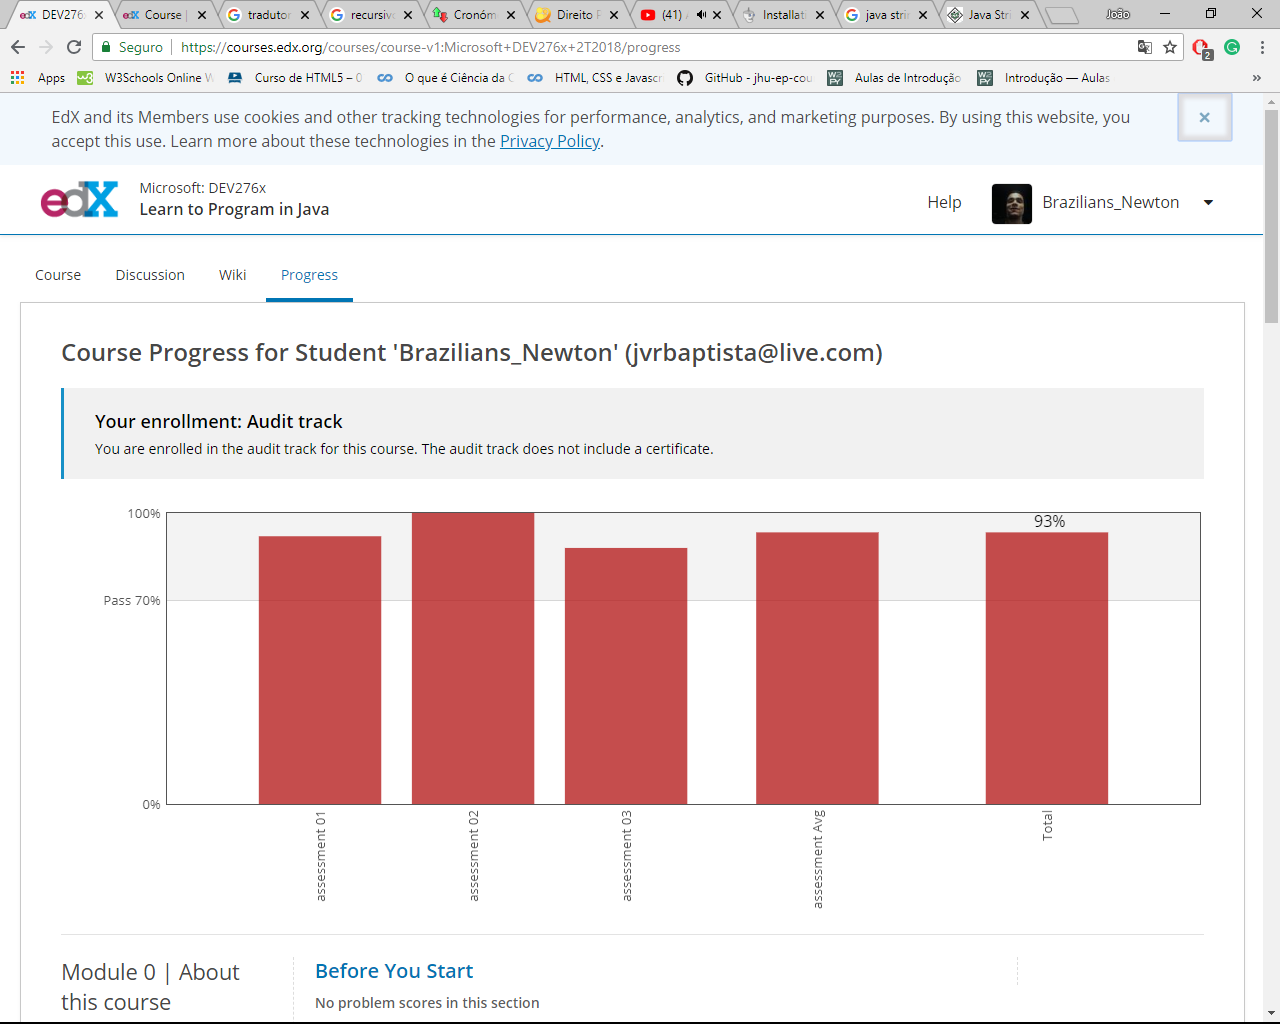 DEV276
Course |
tradutor
recursiv
Cronóm
Direito P
(41)
Installat
java stri
Java Stri
João
Seguro
https://courses.edx.org/courses/course-v1:Microsoft+DEV276x+2T2018/progress
2
Apps
W3Schools Online W
Curso de HTML5 – 0
O que é Ciência da C
HTML, CSS e Javascr
GitHub - jhu-ep-cou
Aulas de Introdução
Introdução — Aulas
»
EdX and its Members use cookies and other tracking technologies for performance, analytics, and marketing purposes. By using this website, you
accept this use. Learn more about these technologies in the Privacy Policy.
edX
Microsoft: DEV276x
Learn to Program in Java
Help
Brazilians_Newton
Course
Discussion
Wiki
Progress
Course Progress for Student 'Brazilians_Newton' (jvrbaptista@live.com)
Your enrollment: Audit track
You are enrolled in the audit track for this course. The audit track does not include a certificate.
100%
93%
Pass 70%
0%
assessment 01
assessment 02
assessment 03
assessment Avg
Total
Module 0 | About
this course
Before You Start
No problem scores in this section